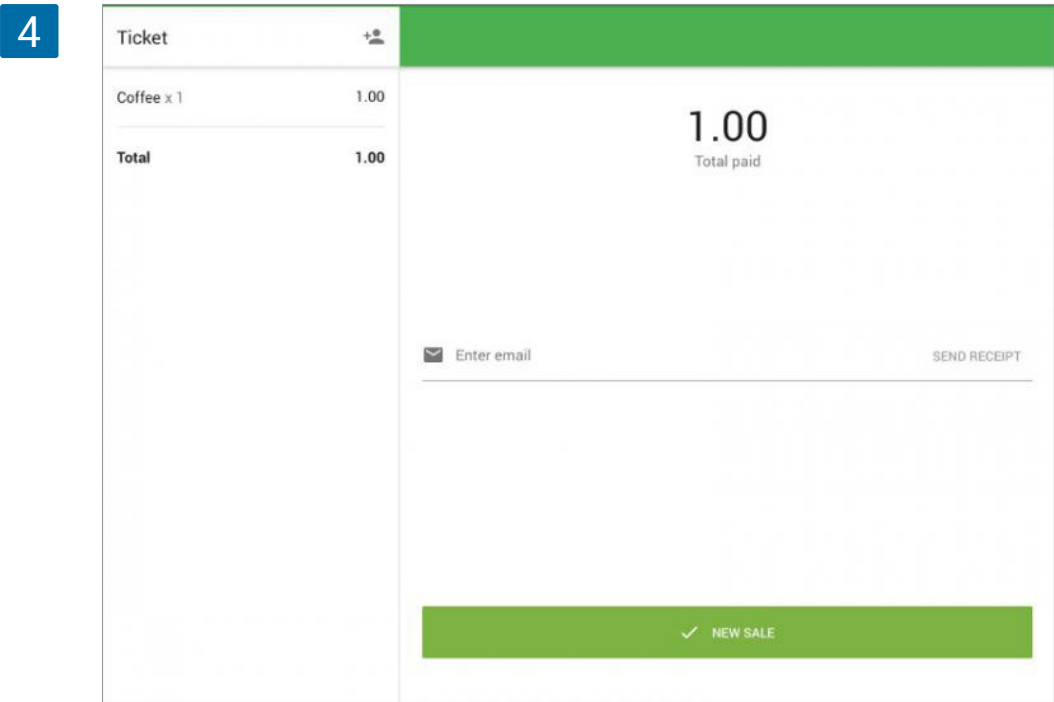 4
Ticket
Coffee x 1 1.00
Total 1.00
1.00
Total paid
Enter email SEND RECEIPT
NEW SALE